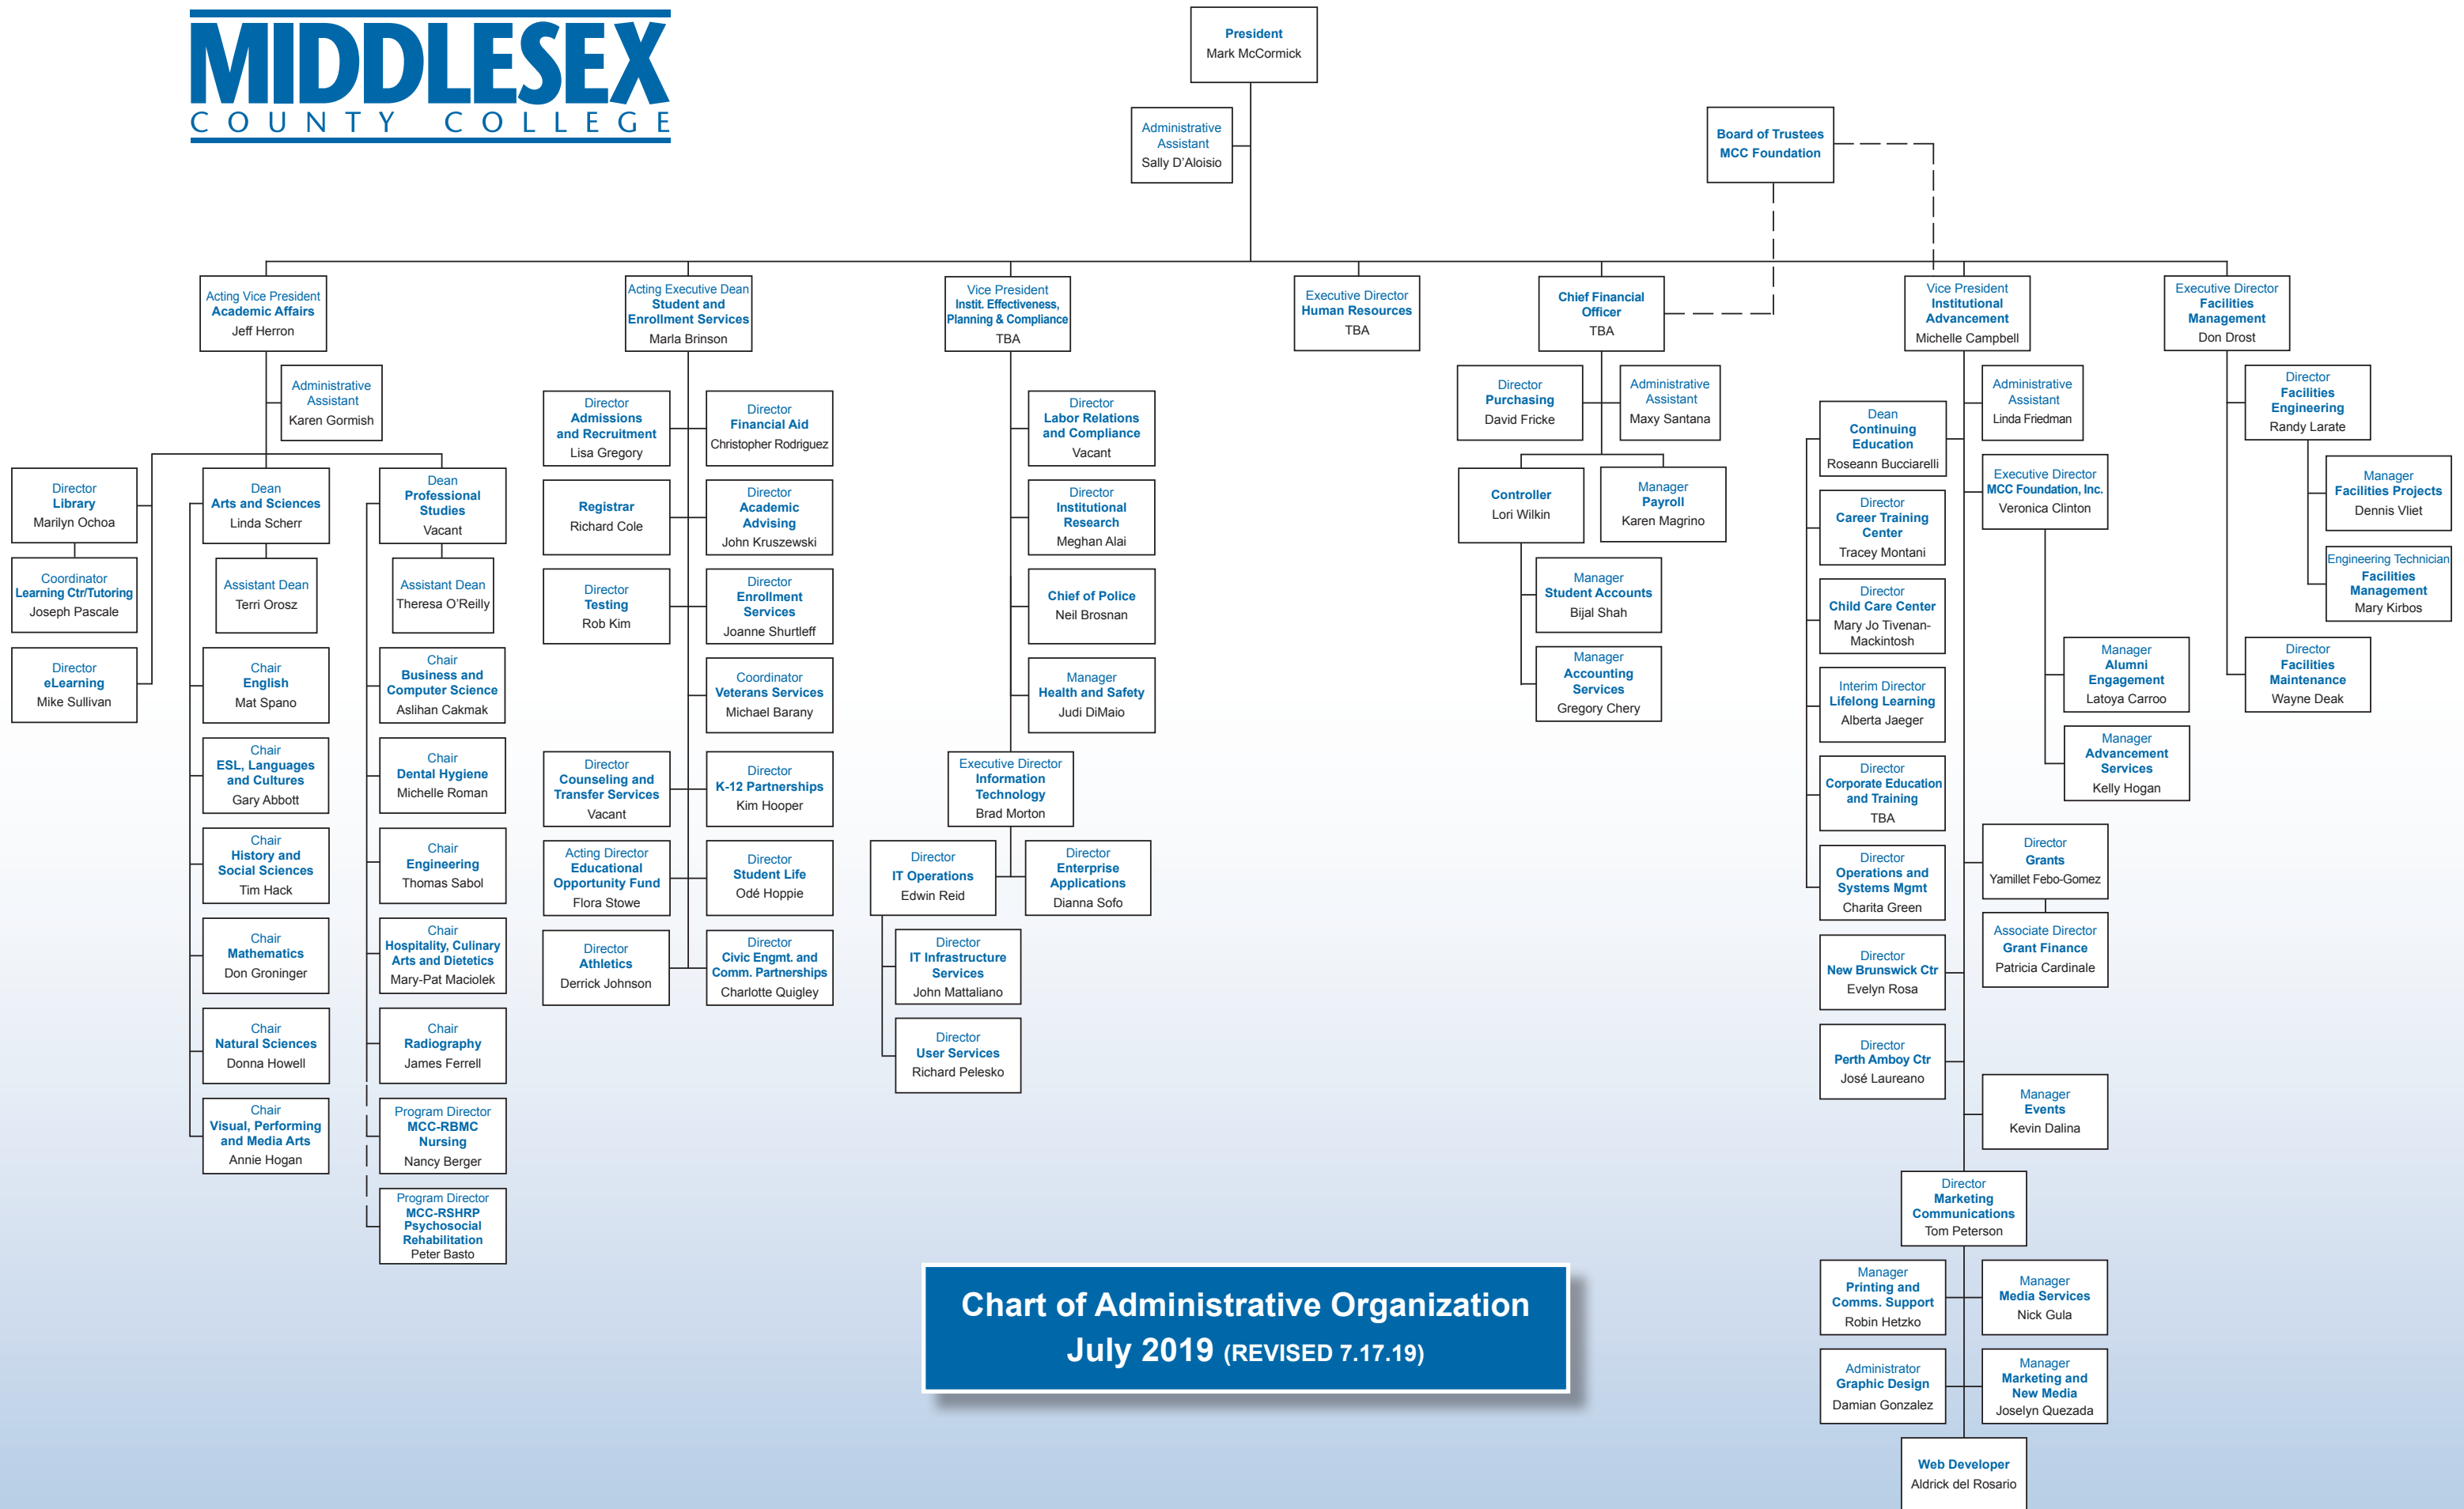 MIDDLESEX
COUNTY COLLEGE
President
Mark McCormick
Administrative
Assistant
Sally D'Aloisio
Board of Trustees
MCC Foundation
Acting Vice President
Academic Affairs
Jeff Herron
Administrative
Assistant
Karen Gormish
Director
Library
Marilyn Ochoa
Coordinator
Learning Ctr/Tutoring
Joseph Pascale
Director
eLearning
Mike Sullivan
Dean
Arts and Sciences
Linda Scherr
Assistant Dean
Terri Orosz
Chair
English
Mat Spano
Chair
ESL, Languages
and Cultures
Gary Abbott
Chair
History and
Social Sciences
Tim Hack
Chair
Mathematics
Don Groninger
Chair
Natural Sciences
Donna Howell
Chair
Visual, Performing
and Media Arts
Annie Hogan
Dean
Professional
Studies
Vacant
Assistant Dean
Theresa O'Reilly
Chair
Business and
Computer Science
Aslihan Cakmak
Chair
Dental Hygiene
Michelle Roman
Chair
Engineering
Thomas Sabol
Chair
Hospitality, Culinary
Arts and Dietetics
Mary-Pat Maciolek
Chair
Radiography
James Ferrell
Program Director
MCC-RBMC
Nursing
Nancy Berger
Program Director
MCC-RSHRP
Psychosocial
Rehabilitation
Peter Basto
Acting Executive Dean
Student and
Enrollment Services
Marla Brinson
Director
Admissions
and Recruitment
Lisa Gregory
Director
Financial Aid
Christopher Rodriguez
Registrar
Richard Cole
Director
Academic
Advising
John Kruszewski
Director
Testing
Rob Kim
Director
Enrollment
Services
Joanne Shurtleff
Coordinator
Veterans Services
Michael Barany
Director
Counseling and
Transfer Services
Vacant
Director
K-12 Partnerships
Kim Hooper
Acting Director
Educational
Opportunity Fund
Flora Stowe
Director
Student Life
Odé Hoppie
Director
Athletics
Derrick Johnson
Director
Civic Engmt. and
Comm. Partnerships
Charlotte Quigley
Vice President
Instit. Effectiveness,
Planning & Compliance
TBA
Director
Labor Relations
and Compliance
Vacant
Director
Institutional
Research
Meghan Alai
Chief of Police
Neil Brosnan
Manager
Health and Safety
Judi DiMaio
Executive Director
Information
Technology
Brad Morton
Director
IT Operations
Edwin Reid
Director
Enterprise
Applications
Dianna Sofo
Director
IT Infrastructure
Services
John Mattaliano
Director
User Services
Richard Pelesko
Executive Director
Human Resources
TBA
Chief Financial
Officer
TBA
Director
Purchasing
David Fricke
Administrative
Assistant
Maxy Santana
Controller
Lori Wilkin
Manager
Payroll
Karen Magrino
Manager
Student Accounts
Bijal Shah
Manager
Accounting
Services
Gregory Chery
Vice President
Institutional
Advancement
Michelle Campbell
Administrative
Assistant
Linda Friedman
Dean
Continuing
Education
Roseann Bucciarelli
Director
Career Training
Center
Tracey Montani
Director
Child Care Center
Mary Jo Tivenan-
Mackintosh
Interim Director
Lifelong Learning
Alberta Jaeger
Director
Corporate Education
and Training
TBA
Director
Operations and
Systems Mgmt
Charita Green
Executive Director
MCC Foundation, Inc.
Veronica Clinton
Manager
Alumni
Engagement
Latoya Carroo
Manager
Advancement
Services
Kelly Hogan
Director
Grants
Yamillet Febo-Gomez
Associate Director
Grant Finance
Patricia Cardinale
Director
New Brunswick Ctr
Evelyn Rosa
Director
Perth Amboy Ctr
José Laureano
Manager
Events
Kevin Dalina
Director
Marketing
Communications
Tom Peterson
Manager
Printing and
Comms. Support
Robin Hetzko
Manager
Media Services
Nick Gula
Administrator
Graphic Design
Damian Gonzalez
Manager
Marketing and
New Media
Joselyn Quezada
Web Developer
Aldrick del Rosario
Executive Director
Facilities
Management
Don Drost
Director
Facilities
Engineering
Randy Larate
Manager
Facilities Projects
Dennis Vliet
Engineering Technician
Facilities
Management
Mary Kirbos
Director
Facilities
Maintenance
Wayne Deak
Chart of Administrative Organization
July 2019 (REVISED 7.17.19)